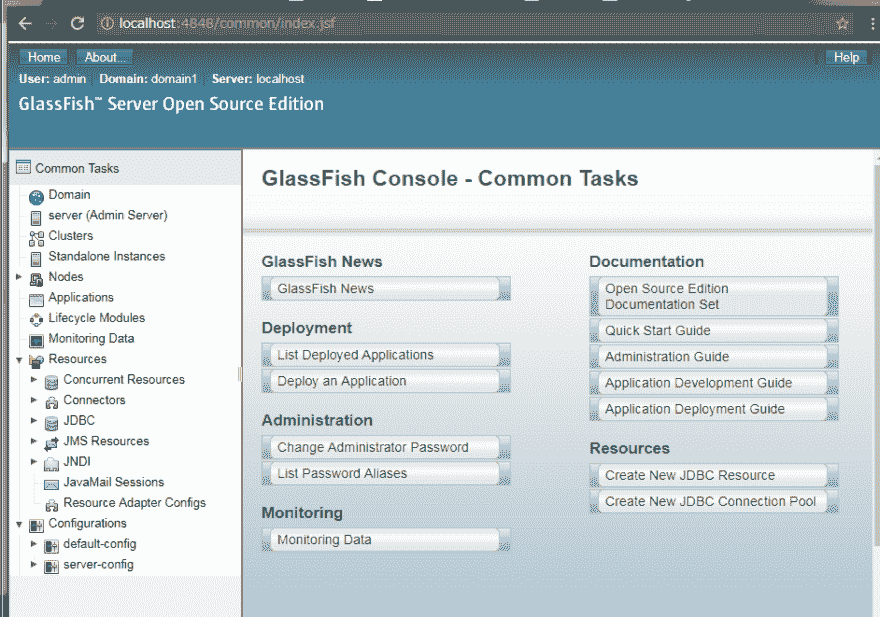 localhost:4848/common/index.jsf
Home About... Help
User: admin Domain: domain1 Server: localhost
GlassFish™ Server Open Source Edition
Common Tasks
Domain
server (Admin Server)
Clusters
Standalone Instances
Nodes
Applications
Lifecycle Modules
Monitoring Data
Resources
Concurrent Resources
Connectors
JDBC
JMS Resources
JNDI
JavaMail Sessions
Resource Adapter Configs
Configurations
default-config
server-config
GlassFish Console - Common Tasks
GlassFish News
GlassFish News
Deployment
List Deployed Applications
Deploy an Application
Administration
Change Administrator Password
List Password Aliases
Monitoring
Monitoring Data
Documentation
Open Source Edition
Documentation Set
Quick Start Guide
Administration Guide
Application Development Guide
Application Deployment Guide
Resources
Create New JDBC Resource
Create New JDBC Connection Pool